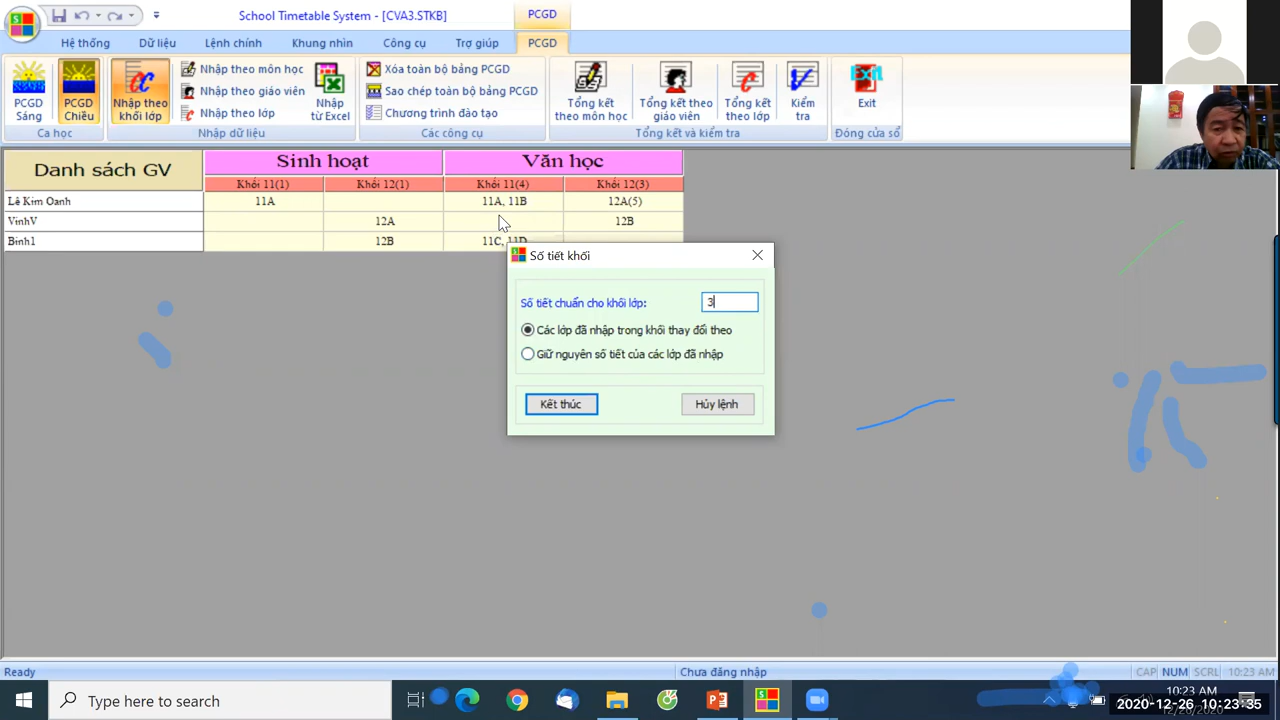 School Timetable System - [CVA3.STKB]
PCGD
Hệ thống Dữ liệu Lệnh chính Khung nhìn Công cụ Trợ giúp PCGD
PCGD Sáng
PCGD Chiều
Ca học
Nhập theo khối lớp
Nhập theo môn học
Nhập theo giáo viên
Nhập theo lớp
Nhập từ Excel
Nhập dữ liệu
Xóa toàn bộ bảng PCGD
Sao chép toàn bộ bảng PCGD
Chương trình đào tạo
Các công cụ
Tổng kết theo môn học
Tổng kết theo giáo viên
Tổng kết theo lớp
Kiểm tra
Tổng kết và kiểm tra
Exit
Đóng cửa sổ
Danh sách GV Sinh hoạt Văn học
Khối 11(1) Khối 12(1) Khối 11(4) Khối 12(3)
Lê Kim Oanh 11A 11A, 11B 12A(5)
VinhV 12A 12B
Bình1 12B 11C, 11D
Số tiết khối
Số tiết chuẩn cho khối lớp: 3
Các lớp đã nhập trong khối thay đổi theo
Giữ nguyên số tiết của các lớp đã nhập
Kết thúc Hủy lệnh
Ready Chưa đăng nhập CAP NUM SCRL 10:23 AM
Type here to search
10:23 AM
2020-12-26 10:23:35
12/26/2020